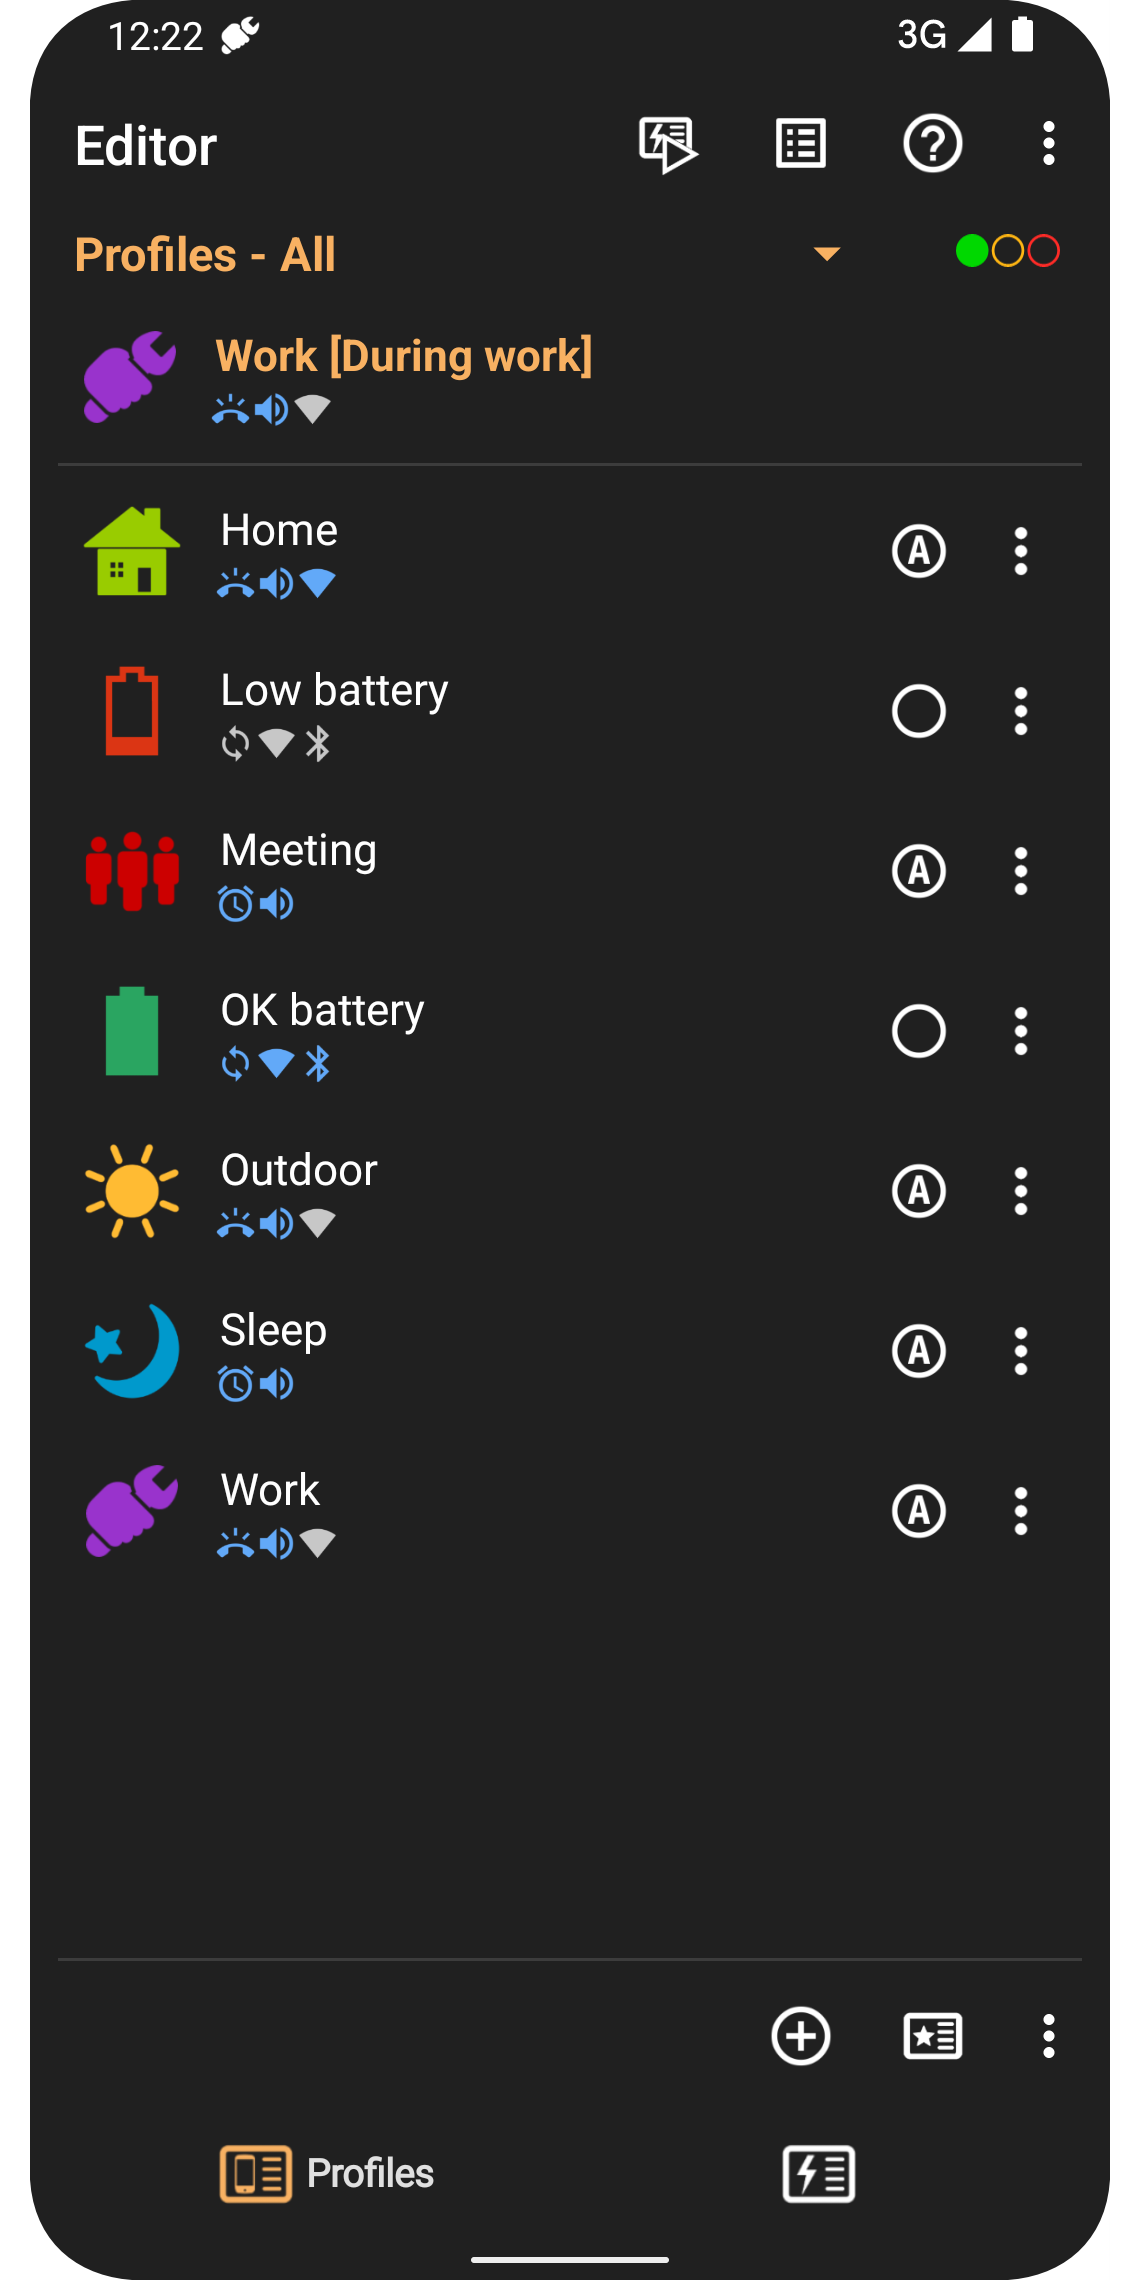 12:22 3G
Editor
Profiles - All
Work [During work]
Home
A
Low battery
Meeting
A
OK battery
Outdoor
A
Sleep
A
Work
A
Profiles